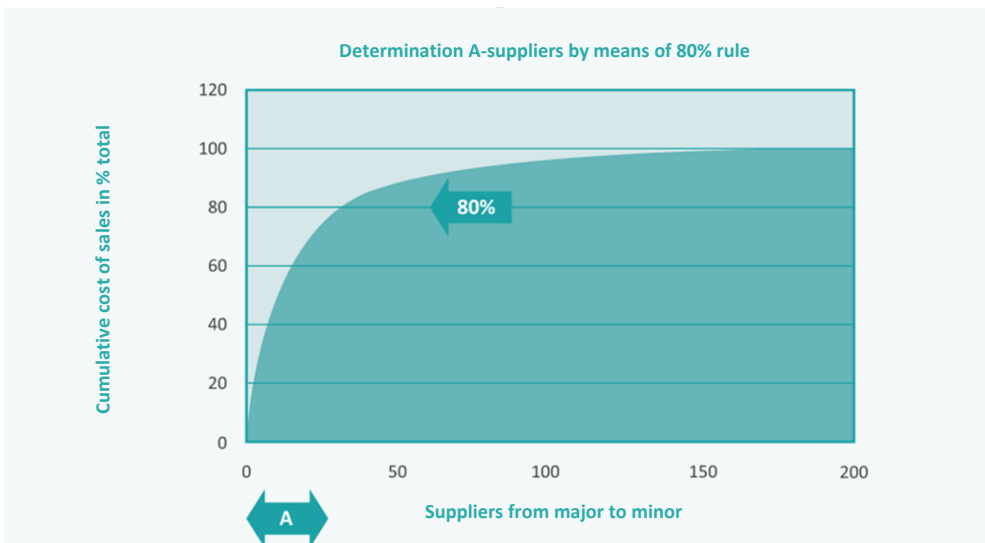 Determination A-suppliers by means of 80% rule
Cumulative cost of sales in % total
120
100
80
60
40
20
0
80%
0 50 100 150 200
A
Suppliers from major to minor